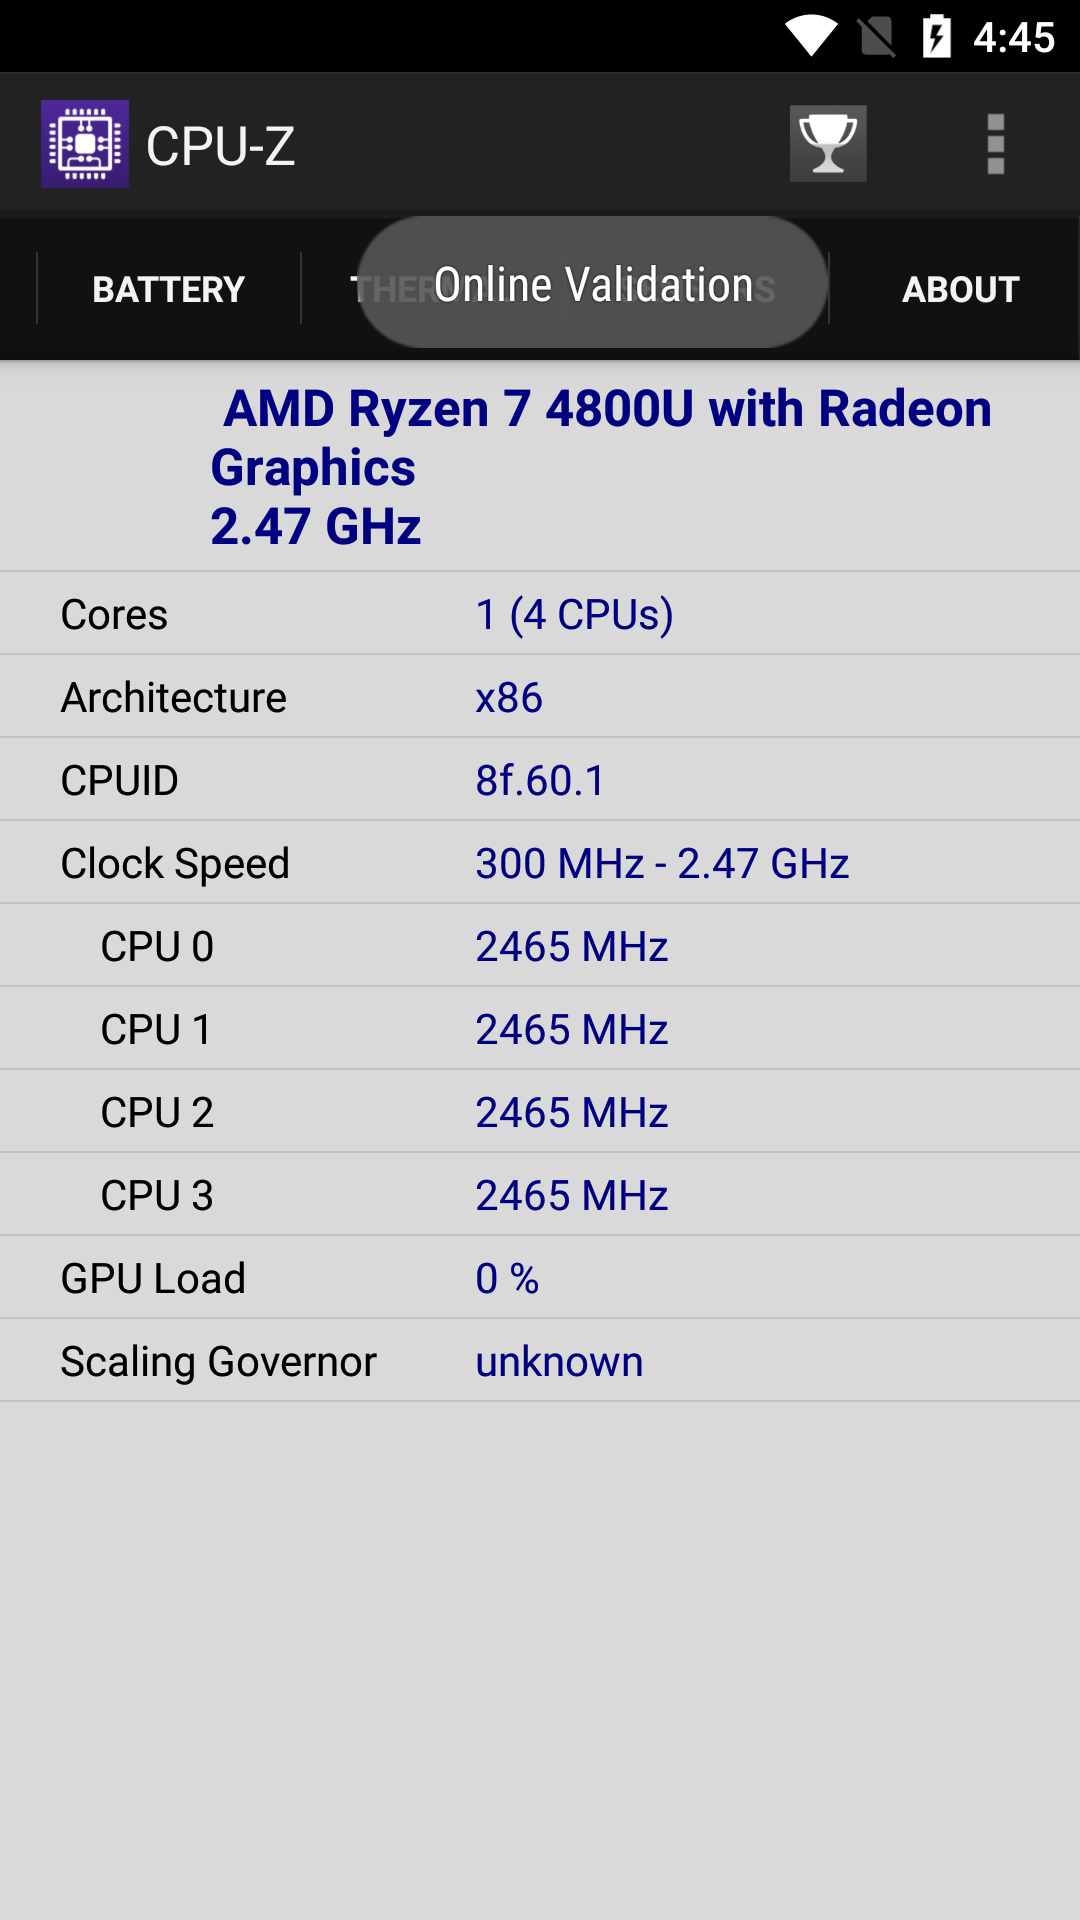 4:45
CPU-Z
BATTERY
Online Validation
ABOUT
AMD Ryzen 7 4800U with Radeon
Graphics
2.47 GHz
Cores 1 (4 CPUs)
Architecture x86
CPUID 8f.60.1
Clock Speed 300 MHz - 2.47 GHz
CPU 0 2465 MHz
CPU 1 2465 MHz
CPU 2 2465 MHz
CPU 3 2465 MHz
GPU Load 0 %
Scaling Governor unknown